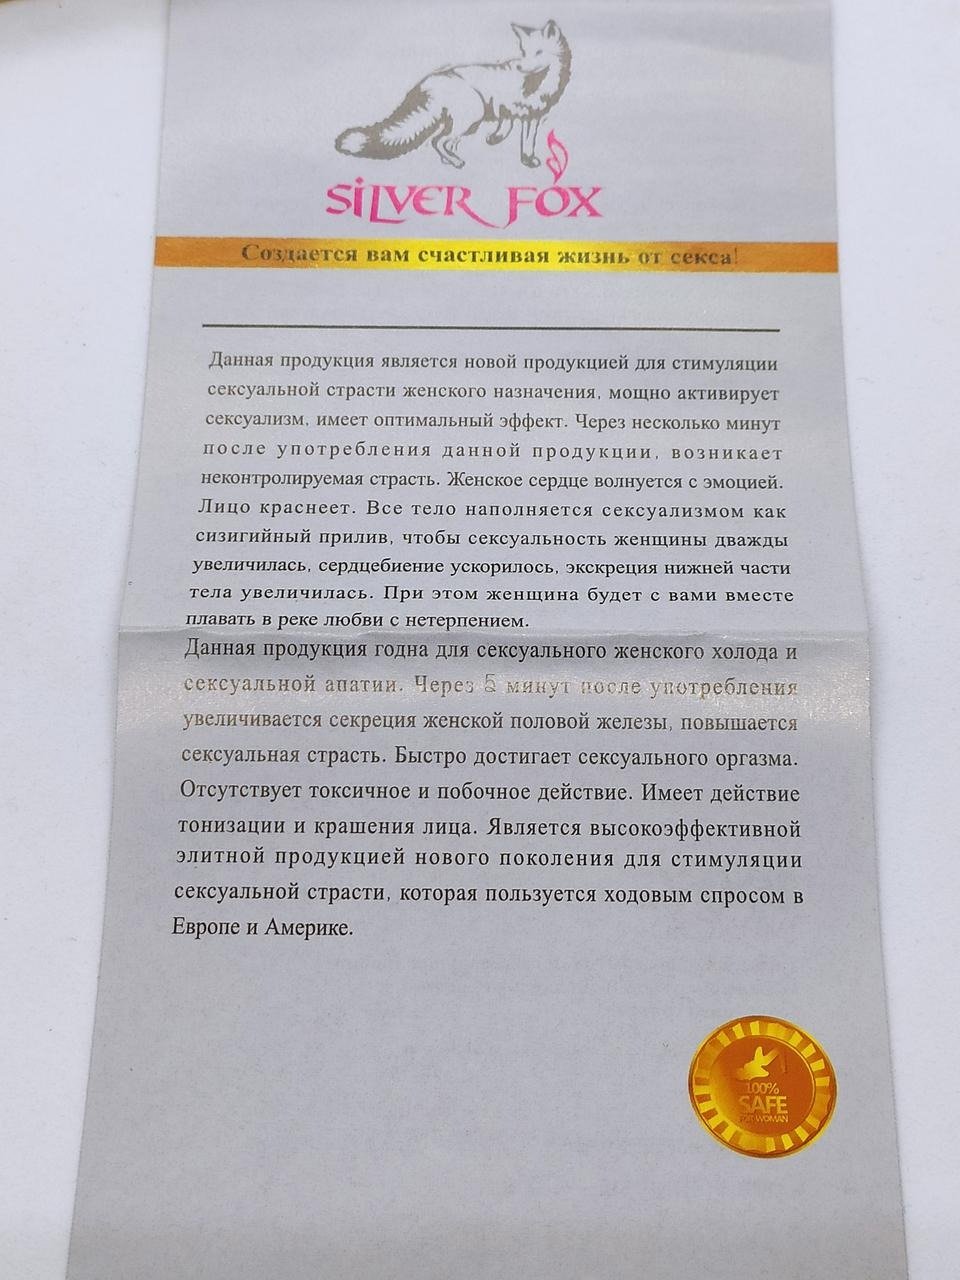 SILVER FOX
Создается вам счастливая жизнь от секса!
Данная продукция является новой продукцией для стимуляции
сексуальной страсти женского назначения, мощно активирует
сексуализм, имеет оптимальный эффект. Через несколько минут
после употребления данной продукции, возникает
неконтролируемая страсть. Женское сердце волнуется с эмоцией.
Лицо краснеет. Все тело наполняется сексуализмом как
сизигийный прилив, чтобы сексуальность женщины дважды
увеличилась, сердцебиение ускорилось, экскреция нижней части
тела увеличилась. При этом женщина будет с вами вместе
плавать в реке любви с нетерпением.
Данная продукция годна для сексуального женского холода и
сексуальной апатии. Через 5 минут после употребления
увеличивается секреция женской половой железы, повышается
сексуальная страсть. Быстро достигает сексуального оргазма.
Отсутствует токсичное и побочное действие. Имеет действие
тонизации и крашения лица. Является высокоэффективной
элитной продукцией нового поколения для стимуляции
сексуальной страсти, которая пользуется ходовым спросом в
Европе и Америке.
100%
SAFE
FOR WOMAN